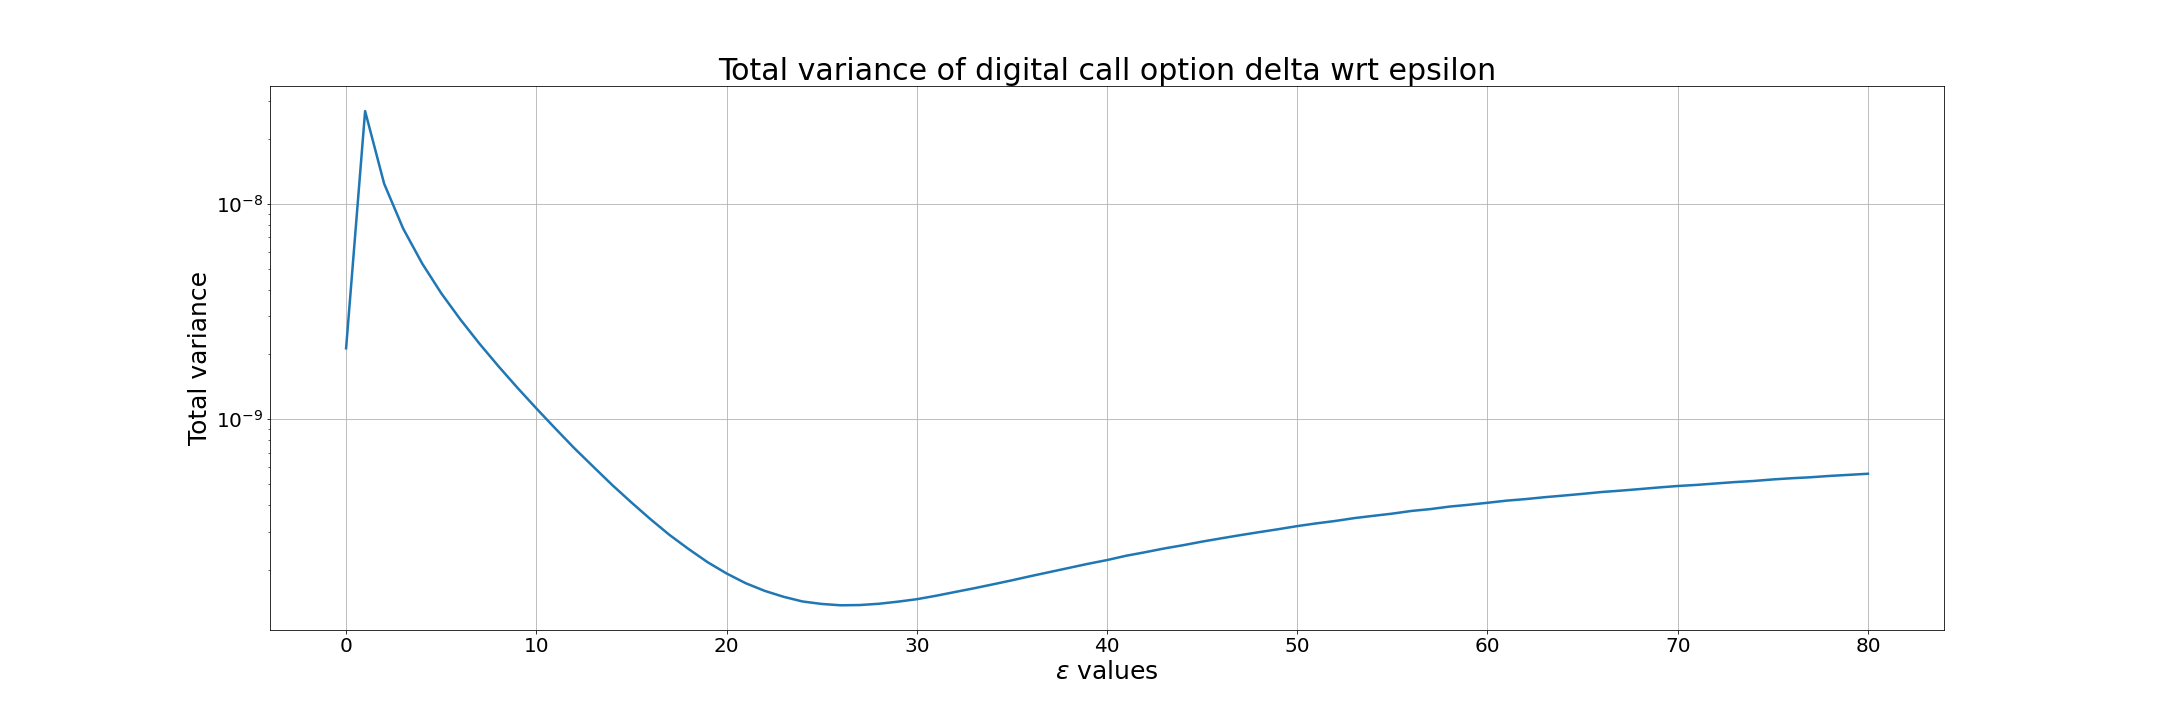 Total variance of digital call option delta wrt epsilon
Total variance
10⁻⁸
10⁻⁹
0 10 20 30 40 50 60 70 80
ε values